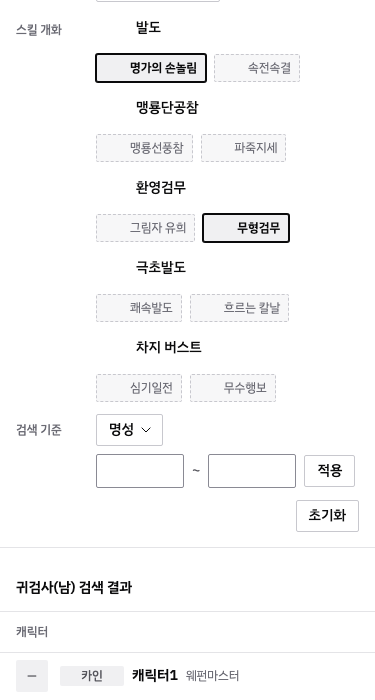 스킬 개화
발도
명가의 손놀림 속전속결
맹룡단공참
맹룡선풍참 파죽지세
환영검무
그림자 유희 무형검무
극초발도
쾌속발도 흐르는 칼날
차지 버스트
심기일전 무수행보
검색 기준
명성
~ 적용
초기화
귀검사(남) 검색 결과
캐릭터
카인 캐릭터1 웨펀마스터